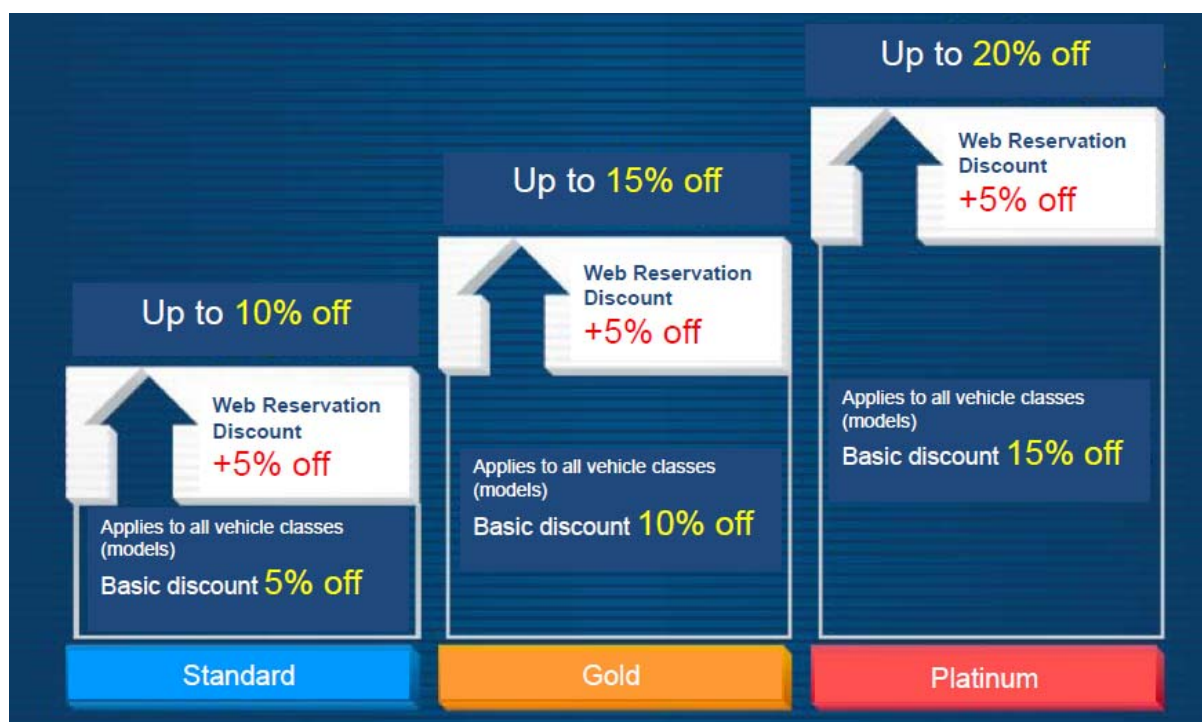 Up to 10% off
Web Reservation
Discount
+5% off
Applies to all vehicle classes
(models)
Basic discount 5% off
Standard
Up to 15% off
Web Reservation
Discount
+5% off
Applies to all vehicle classes
(models)
Basic discount 10% off
Gold
Up to 20% off
Web Reservation
Discount
+5% off
Applies to all vehicle classes
(models)
Basic discount 15% off
Platinum